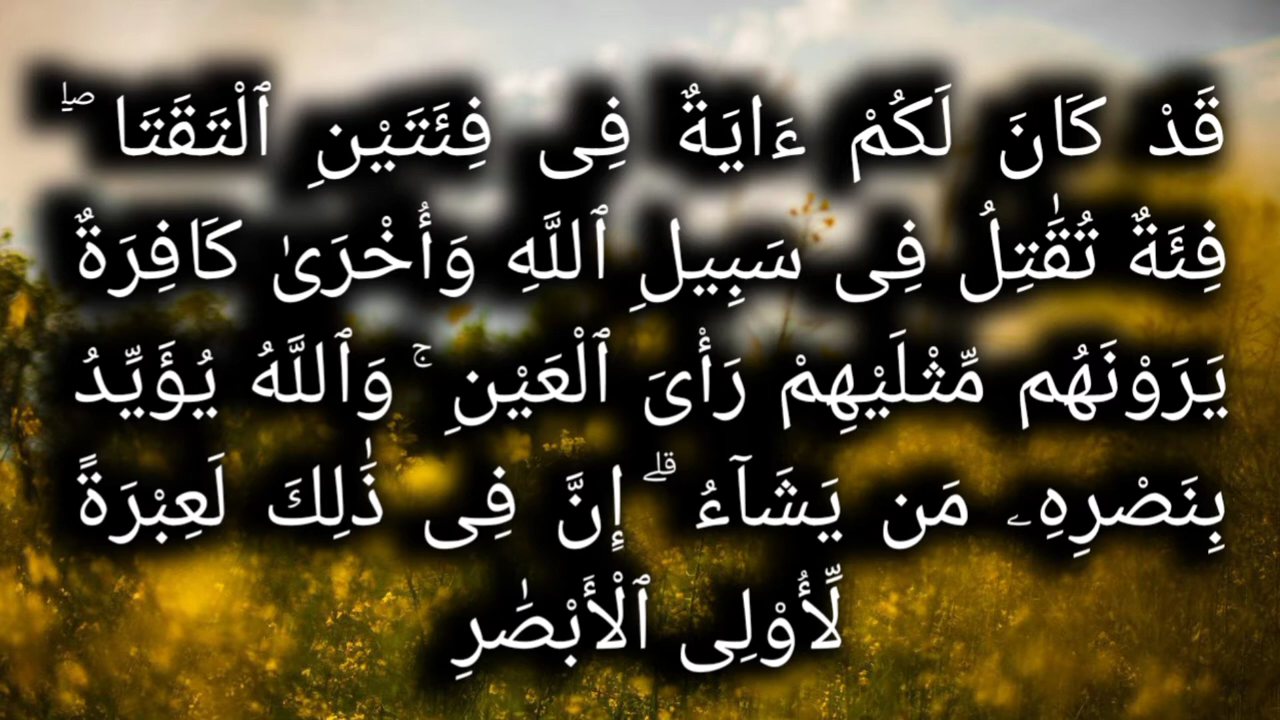 قَدْ كَانَ لَكُمْ ءَايَةٌ فِى فِئَتَيْنِ ٱلْتَقَتَا ۖ
فِئَةٌ تُقَٰتِلُ فِى سَبِيلِ ٱللَّهِ وَأُخْرَىٰ كَافِرَةٌ
يَرَوْنَهُم مِّثْلَيْهِمْ رَأْىَ ٱلْعَيْنِ ۚ وَٱللَّهُ يُؤَيِّدُ
بِنَصْرِهِۦ مَن يَشَآءُ ۗ إِنَّ فِى ذَٰلِكَ لَعِبْرَةً
لِّأُو۟لِى ٱلْأَبْصَٰرِ